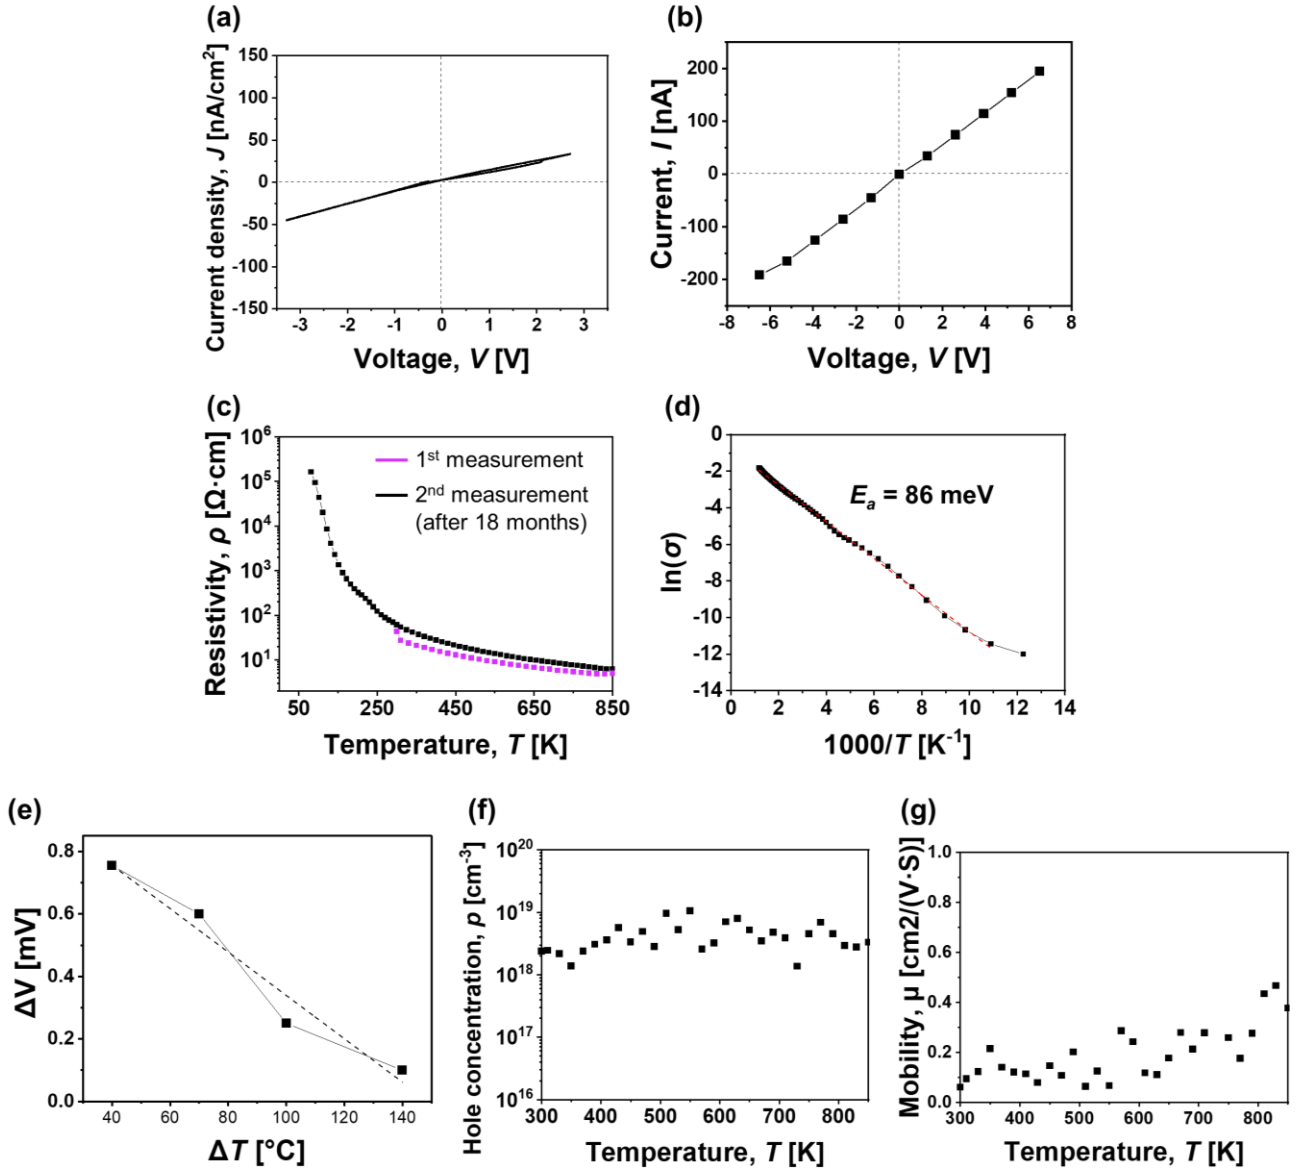 (a)
Current density, J [nA/cm²]
150
100
50
0
-50
-100
-150
-3 -2 -1 0 1 2 3
Voltage, V [V]
(b)
Current, I [nA]
200
100
0
-100
-200
-8 -6 -4 -2 0 2 4 6 8
Voltage, V [V]
(c)
Resistivity, ρ [Ω·cm]
10⁶
10⁵
10⁴
10³
10²
10¹
1st measurement
2nd measurement
(after 18 months)
50 250 450 650 850
Temperature, T [K]
(d)
ln(σ)
0
-2
-4
-6
-8
-10
-12
-14
Eₐ = 86 meV
0 2 4 6 8 10 12 14
1000/T [K⁻¹]
(e)
ΔV [mV]
0.8
0.6
0.4
0.2
0.0
40 60 80 100 120 140
ΔT [°C]
(f)
Hole concentration, p [cm⁻³]
10²⁰
10¹⁹
10¹⁸
10¹⁷
10¹⁶
300 400 500 600 700 800
Temperature, T [K]
(g)
Mobility, μ [cm2/(V·S)]
1.0
0.8
0.6
0.4
0.2
0.0
300 400 500 600 700 800
Temperature, T [K]